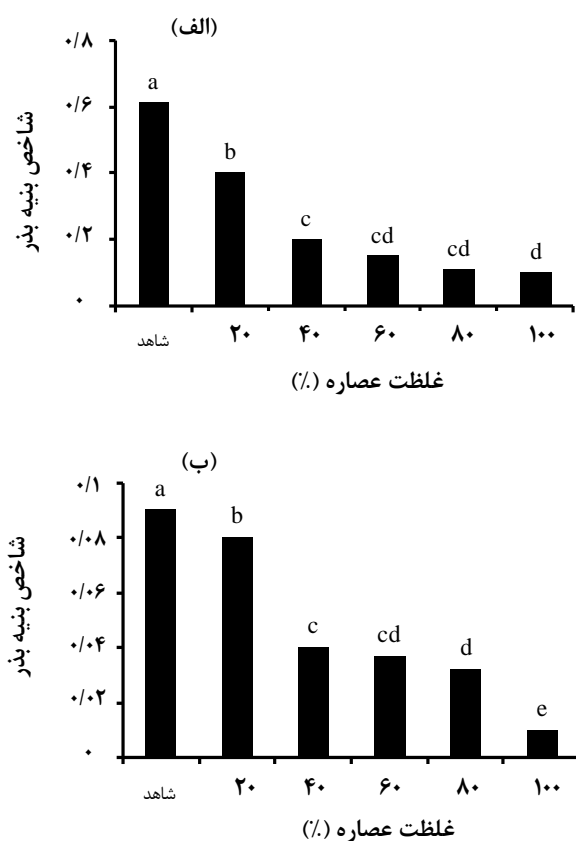 (الف)
شاخص بنیه بذر
۰/۸
۰/۶
۰/۴
۰/۲
۰
a
b
c
cd
cd
d
شاهد ۲۰ ۴۰ ۶۰ ۸۰ ۱۰۰
غلظت عصاره (٪)
(ب)
شاخص بنیه بذر
۰/۱
۰/۰۸
۰/۰۶
۰/۰۴
۰/۰۲
۰
a
b
c
cd
d
e
شاهد ۲۰ ۴۰ ۶۰ ۸۰ ۱۰۰
غلظت عصاره (٪)